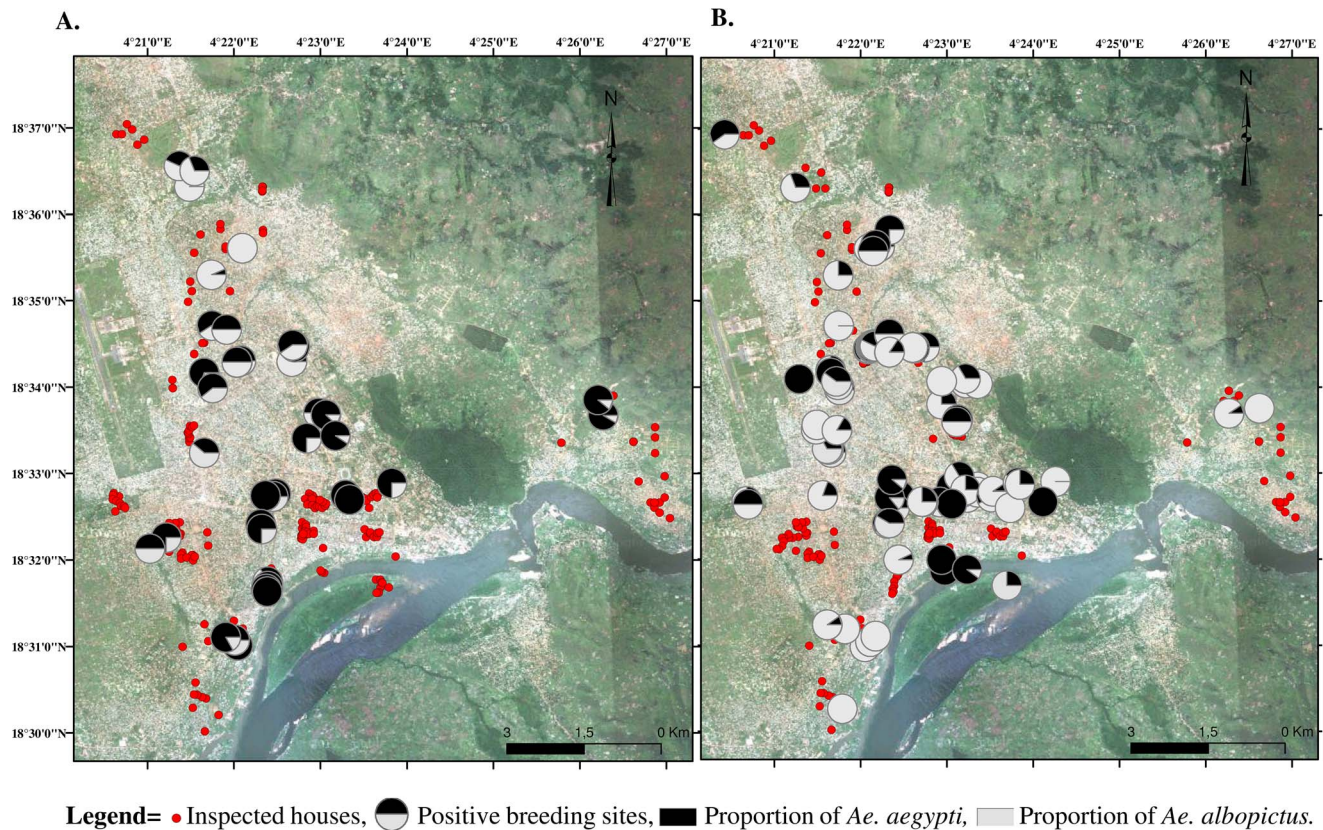 A.
B.
4°21'0''E 4°22'0''E 4°23'0''E 4°24'0''E 4°25'0''E 4°26'0''E 4°27'0''E
4°21'0''E 4°22'0''E 4°23'0''E 4°24'0''E 4°25'0''E 4°26'0''E 4°27'0''E
N
N
18°37'0''N
18°36'0''N
18°35'0''N
18°34'0''N
18°33'0''N
18°32'0''N
18°31'0''N
18°30'0''N
3 1,5 0 Km
3 1,5 0 Km
Legend= Inspected houses, Positive breeding sites, Proportion of Ae. aegypti, Proportion of Ae. albopictus.